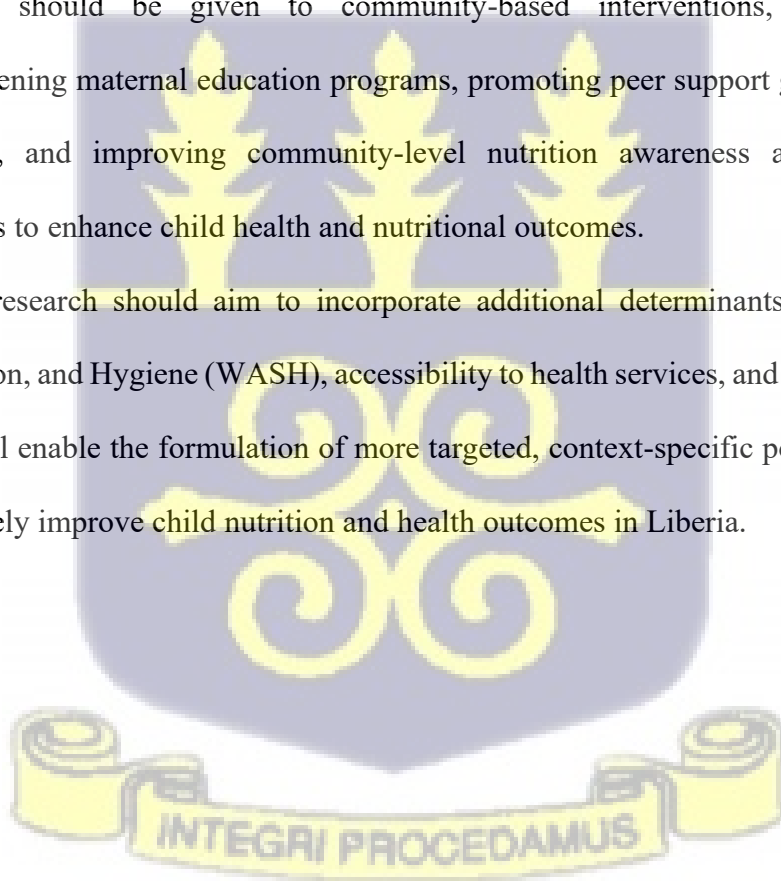 should be given to community-based interventions,
ening maternal education programs, promoting peer support
, and improving community-level nutrition awareness a
s to enhance child health and nutritional outcomes.
research should aim to incorporate additional determinants
on, and Hygiene (WASH), accessibility to health services, and
l enable the formulation of more targeted, context-specific po
ely improve child nutrition and health outcomes in Liberia.
INTEGRI PROCEDAMUS